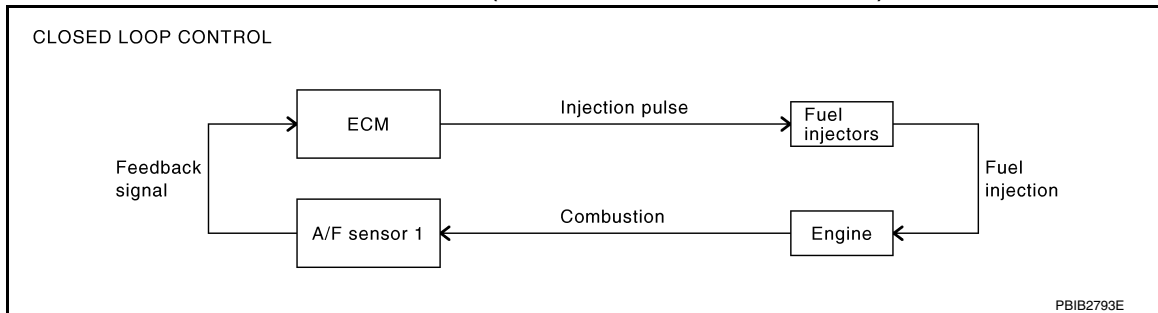 CLOSED LOOP CONTROL
ECM
Injection pulse
Fuel
injectors
Feedback
signal
Fuel
injection
A/F sensor 1
Combustion
Engine
PBIB2793E